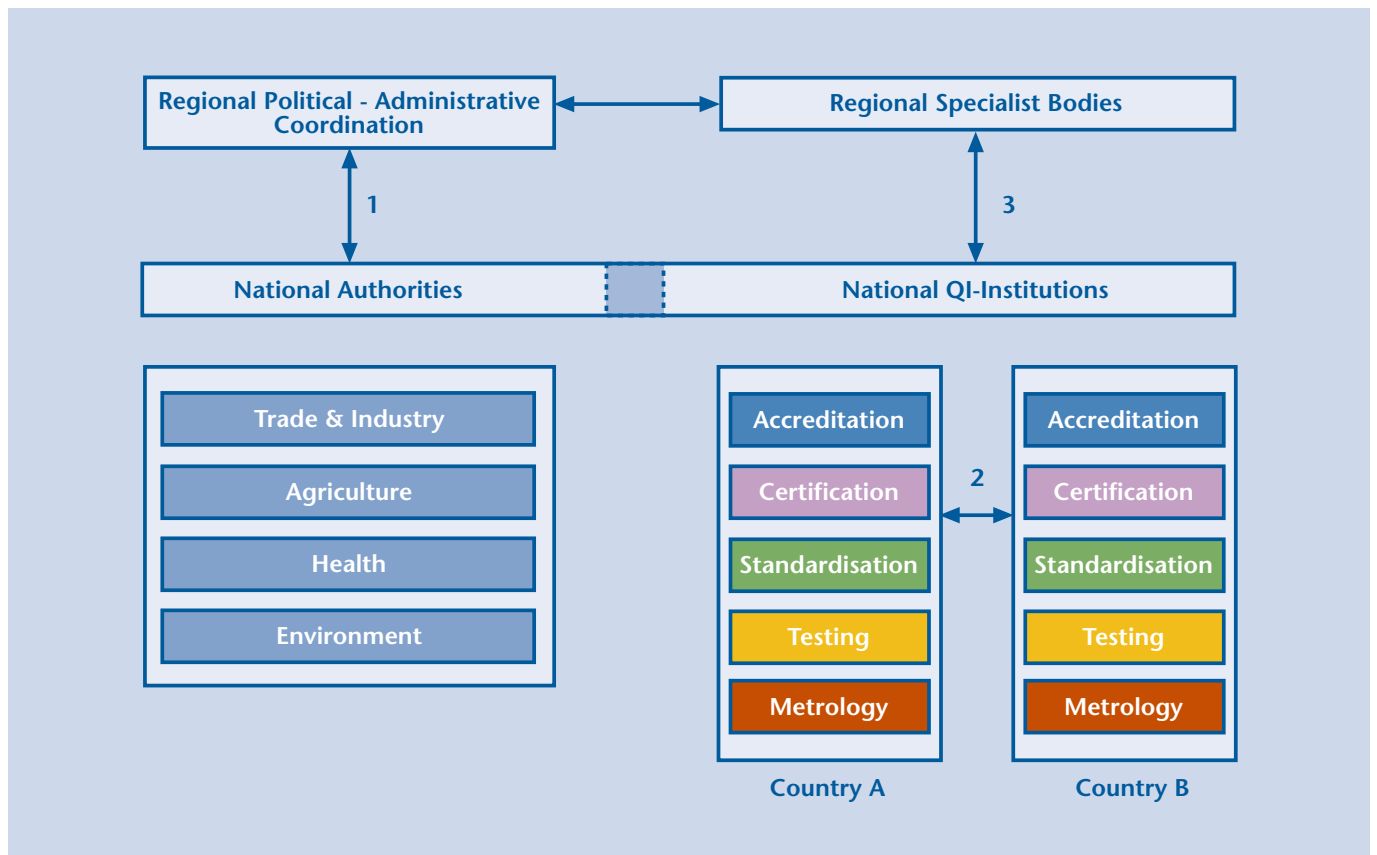 Regional Political - Administrative
Coordination
Regional Specialist Bodies
1
3
National Authorities
National QI-Institutions
Trade & Industry
Agriculture
Health
Environment
Accreditation
Certification
Standardisation
Testing
Metrology
Country A
2
Accreditation
Certification
Standardisation
Testing
Metrology
Country B